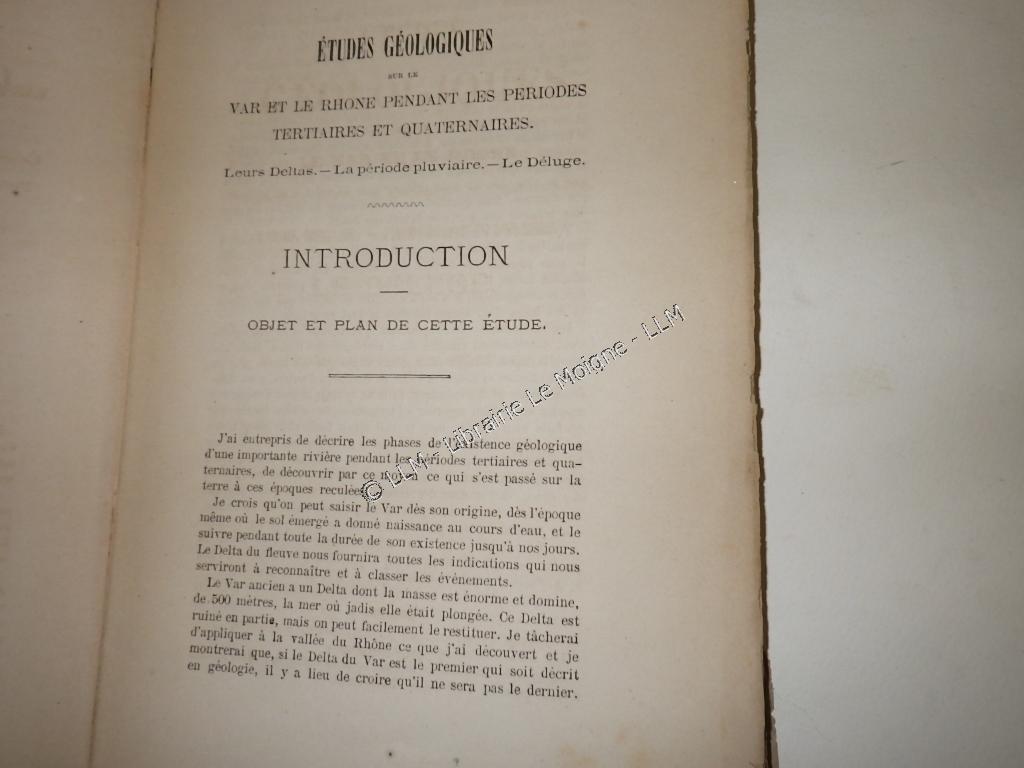 ÉTUDES GÉOLOGIQUES
SUR LE
VAR ET LE RHONE PENDANT LES PERIODES
TERTIAIRES ET QUATERNAIRES.
Leurs Deltas. — La période pluviaire. — Le Déluge.
INTRODUCTION
OBJET ET PLAN DE CETTE ÉTUDE.
J'ai entrepris de décrire les phases de l'existence géologique
d'une importante rivière pendant les périodes tertiaires et qua-
ternaires, de découvrir par ce moyen ce qui s'est passé sur la
terre à ces époques reculées
Je crois qu'on peut saisir le Var dès son origine, dès l'époque
même où le sol émergé a donné naissance au cours d'eau, et le
suivre pendant toute la durée de son existence jusqu'à nos jours.
Le Delta du fleuve nous fournira toutes les indications qui nous
serviront à reconnaître et à classer les évènements.
Le Var ancien a un Delta dont la masse est énorme et domine,
de 500 mètres, la mer où jadis elle était plongée. Ce Delta est
ruiné en partie, mais on peut facilement le restituer. Je tâcherai
d'appliquer à la vallée du Rhône ce que j'ai découvert et je
montrerai que, si le Delta du Var est le premier qui soit décrit
en géologie, il y a lieu de croire qu'il ne sera pas le dernier.
© LLM - Librairie Le Moigne - LLM